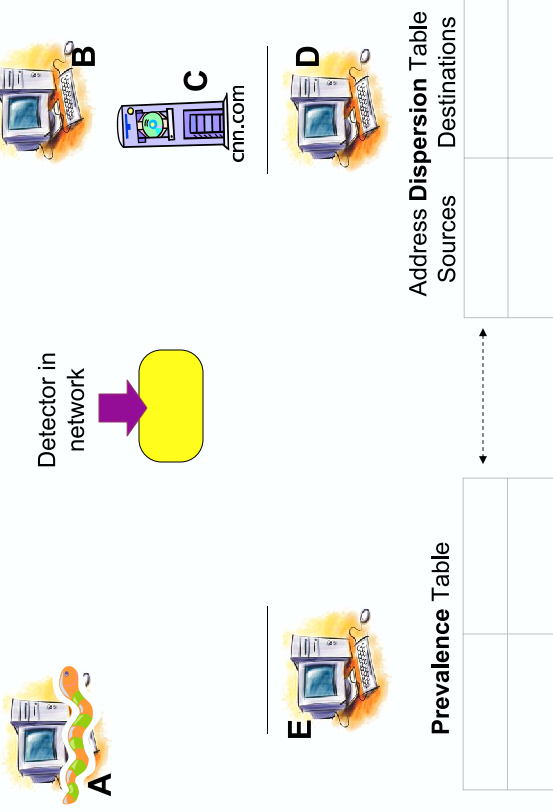 Detector in
network
A
B
C
cnn.com
E
D
Prevalence Table
Address Dispersion Table
Sources
Destinations